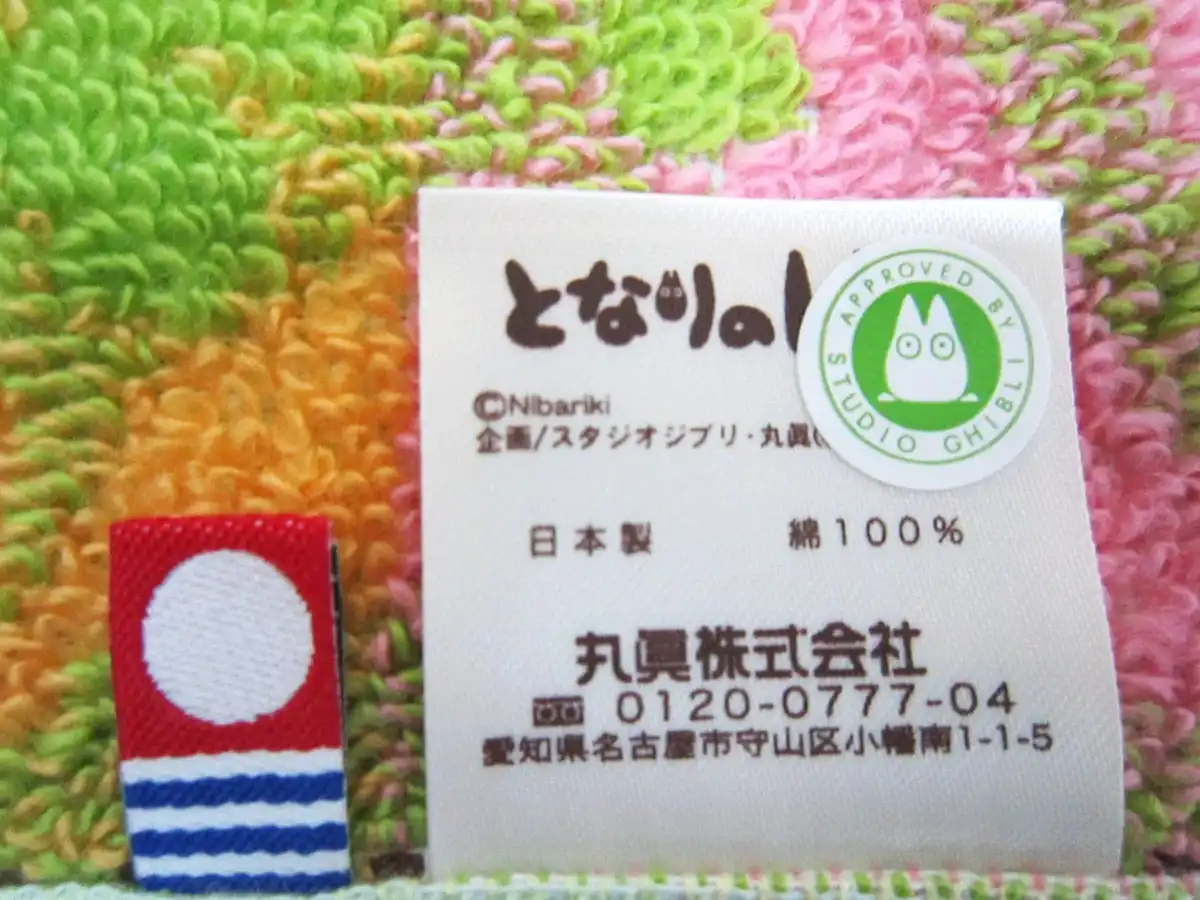 となりのト
©Nibariki
企画/スタジオジブリ・丸眞(
日本製 綿100%
丸眞株式会社
0120-0777-04
愛知県名古屋市守山区小幡南1-1-5
APPROVED BY
STUDIO GHIBLI